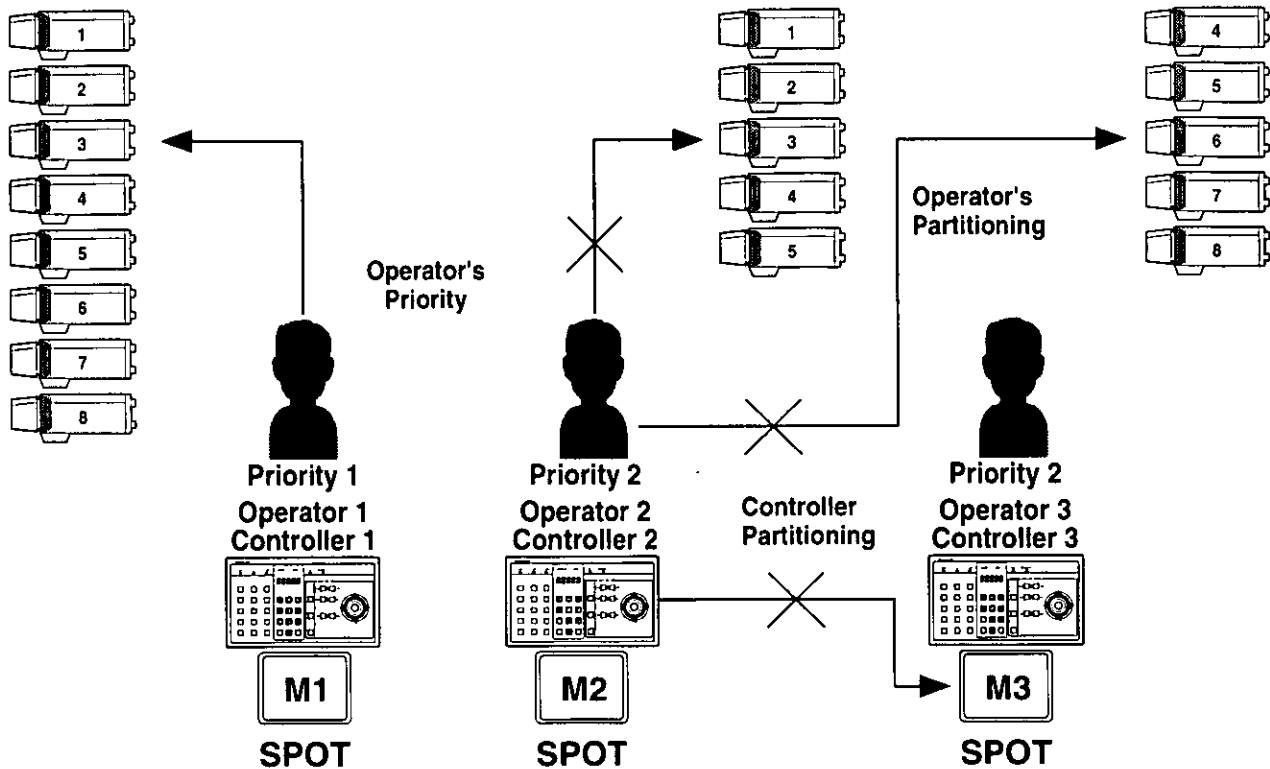 1
2
3
4
5
6
7
8
1
2
3
4
5
4
5
6
7
8
Operator's
Priority
Operator's
Partitioning
Priority 1
Operator 1
Controller 1
Priority 2
Operator 2
Controller 2
Controller
Partitioning
Priority 2
Operator 3
Controller 3
M1
M2
M3
SPOT
SPOT
SPOT